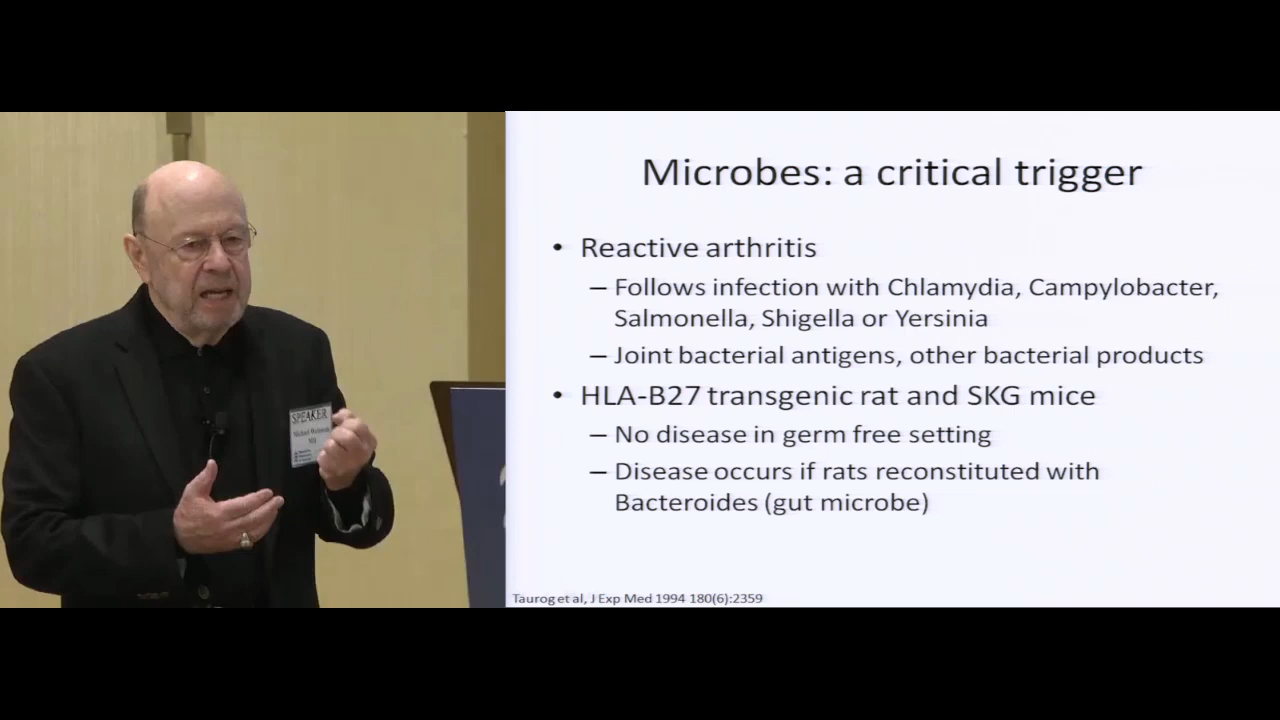 SPEAKER
Michael
MD
Microbes: a critical trigger
• Reactive arthritis
– Follows infection with Chlamydia, Campylobacter,
Salmonella, Shigella or Yersinia
– Joint bacterial antigens, other bacterial products
• HLA-B27 transgenic rat and SKG mice
– No disease in germ free setting
– Disease occurs if rats reconstituted with
Bacteroides (gut microbe)
Taurog et al, J Exp Med 1994 180(6):2359